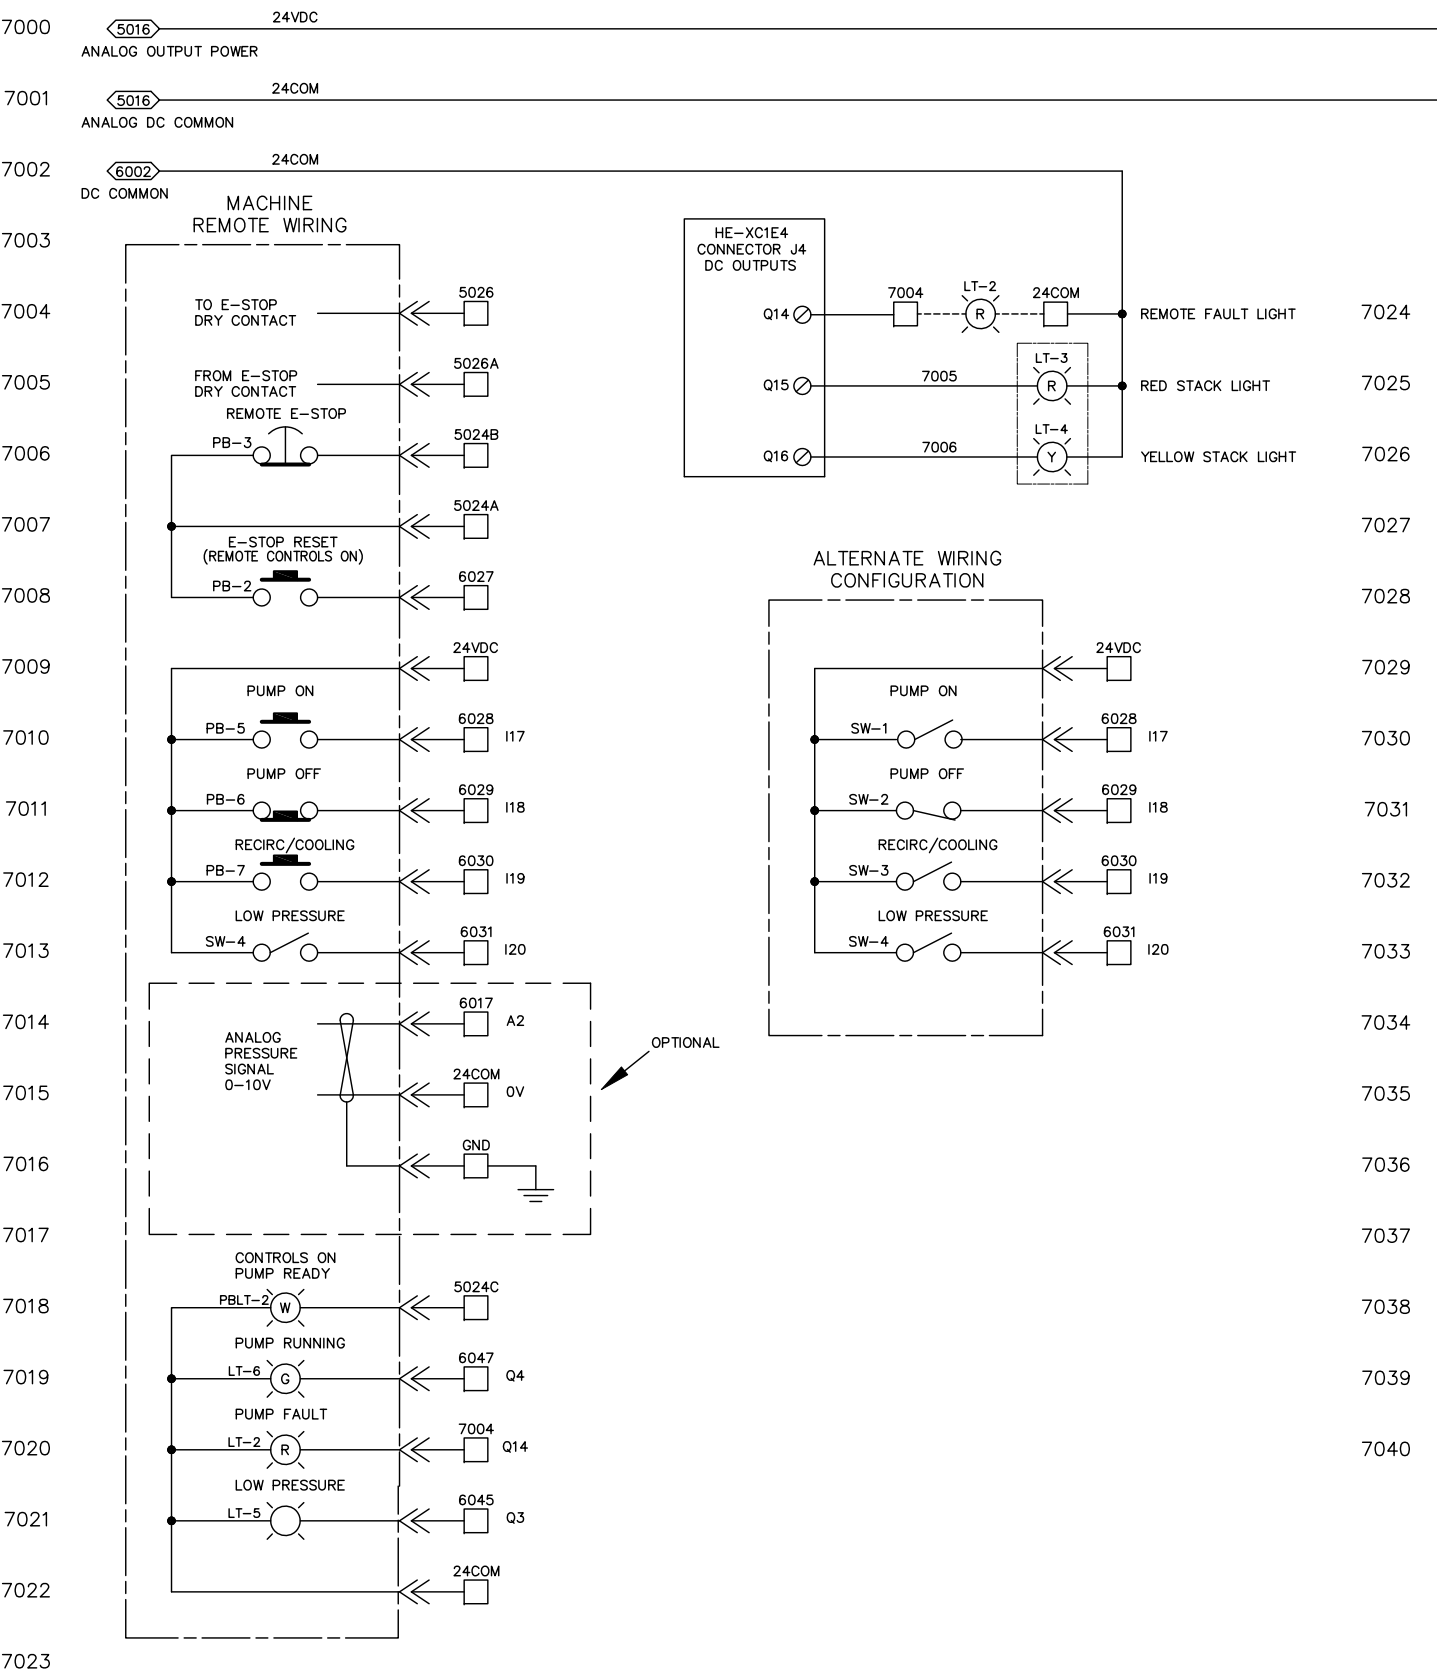 7000
5016
24VDC
ANALOG OUTPUT POWER
7001
5016
24COM
ANALOG DC COMMON
7002
6002
24COM
DC COMMON
MACHINE
REMOTE WIRING
7003
7004
TO E-STOP
DRY CONTACT
5026
7005
FROM E-STOP
DRY CONTACT
5026A
REMOTE E-STOP
7006
PB-3
5024B
7007
5024A
E-STOP RESET
(REMOTE CONTROLS ON)
7008
PB-2
6027
7009
24VDC
PUMP ON
7010
PB-5
6028
I17
PUMP OFF
7011
PB-6
6029
I18
RECIRC/COOLING
7012
PB-7
6030
I19
LOW PRESSURE
7013
SW-4
6031
I20
7014
6017
A2
ANALOG
PRESSURE
SIGNAL
0-10V
OPTIONAL
7015
24COM
0V
7016
GND
7017
CONTROLS ON
PUMP READY
7018
PBLT-2
W
5024C
PUMP RUNNING
7019
LT-6
G
6047
Q4
PUMP FAULT
7020
LT-2
R
7004
Q14
LOW PRESSURE
7021
LT-5
6045
Q3
7022
24COM
7023
HE-XC1E4
CONNECTOR J4
DC OUTPUTS
Q14
7004
LT-2
R
24COM
REMOTE FAULT LIGHT
7024
Q15
7005
LT-3
R
RED STACK LIGHT
7025
Q16
7006
LT-4
Y
YELLOW STACK LIGHT
7026
7027
ALTERNATE WIRING
CONFIGURATION
7028
24VDC
7029
PUMP ON
SW-1
6028
I17
7030
PUMP OFF
SW-2
6029
I18
7031
RECIRC/COOLING
SW-3
6030
I19
7032
LOW PRESSURE
SW-4
6031
I20
7033
7034
7035
7036
7037
7038
7039
7040